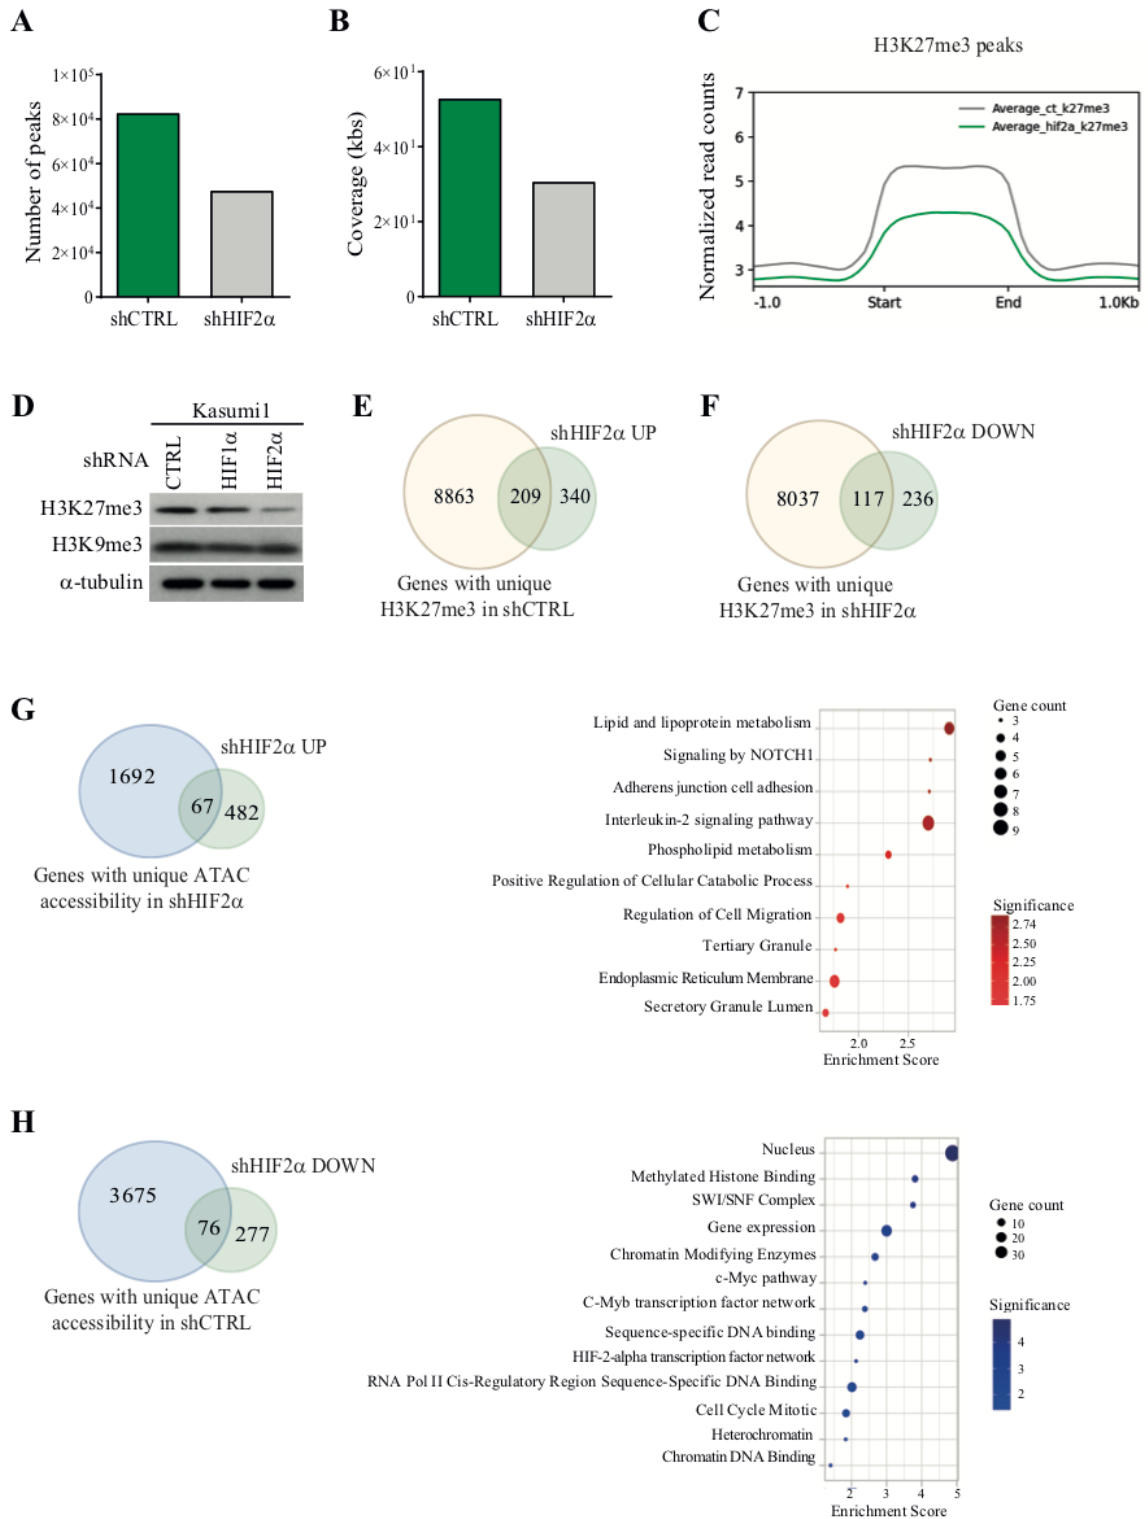 A
Number of peaks
1×10⁵
8×10⁴
6×10⁴
4×10⁴
2×10⁴
0
shCTRL
shHIF2α
B
Coverage (kbs)
6×10¹
4×10¹
2×10¹
0
shCTRL
shHIF2α
C
H3K27me3 peaks
Normalized read counts
7
6
5
4
3
Average_ct_k27me3
Average_hif2a_k27me3
-1.0
Start
End
1.0Kb
D
Kasumi1
shRNA
CTRL
HIF1α
HIF2α
H3K27me3
H3K9me3
α-tubulin
E
shHIF2α UP
8863
209
340
Genes with unique
H3K27me3 in shCTRL
F
shHIF2α DOWN
8037
117
236
Genes with unique
H3K27me3 in shHIF2α
G
shHIF2α UP
1692
67
482
Genes with unique ATAC
accessibility in shHIF2α
Lipid and lipoprotein metabolism
Signaling by NOTCH1
Adherens junction cell adhesion
Interleukin-2 signaling pathway
Phospholipid metabolism
Positive Regulation of Cellular Catabolic Process
Regulation of Cell Migration
Tertiary Granule
Endoplasmic Reticulum Membrane
Secretory Granule Lumen
2.0
2.5
Enrichment Score
Gene count
3
4
5
6
7
8
9
Significance
2.74
2.50
2.25
2.00
1.75
H
shHIF2α DOWN
3675
76
277
Genes with unique ATAC
accessibility in shCTRL
Nucleus
Methylated Histone Binding
SWI/SNF Complex
Gene expression
Chromatin Modifying Enzymes
c-Myc pathway
C-Myb transcription factor network
Sequence-specific DNA binding
HIF-2-alpha transcription factor network
RNA Pol II Cis-Regulatory Region Sequence-Specific DNA Binding
Cell Cycle Mitotic
Heterochromatin
Chromatin DNA Binding
2
3
4
5
Enrichment Score
Gene count
10
20
30
Significance
4
3
2